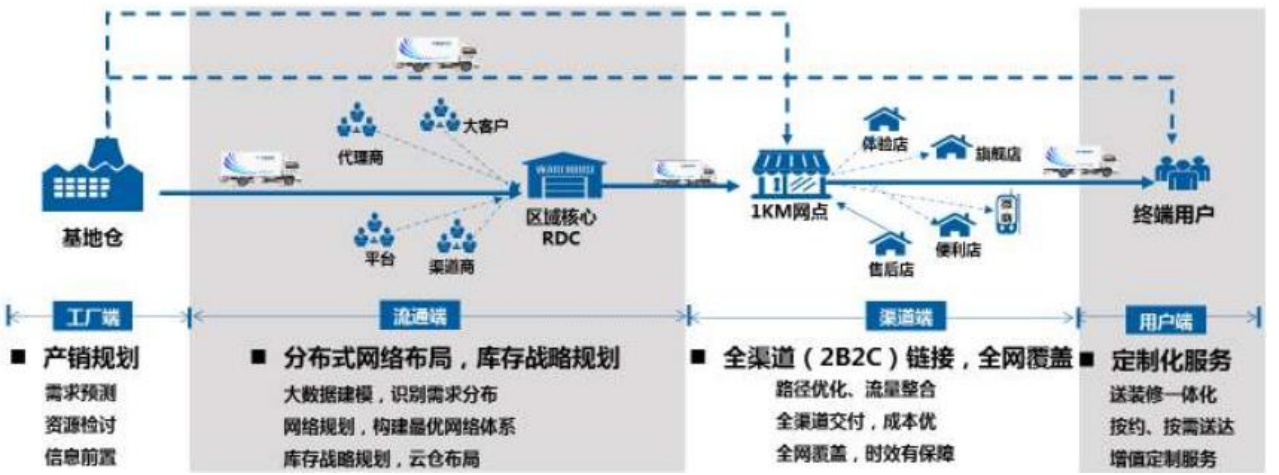 大客户
代理商
体验店
旗舰店
WARE HOUSE
基地仓
区域核心
RDC
1KM网点
终端用户
平台
渠道商
售后店
便利店
工厂端
流通端
渠道端
用户端
■ 产销规划
需求预测
资源检讨
信息前置
■ 分布式网络布局，库存战略规划
大数据建模，识别需求分布
网络规划，构建最优网络体系
库存战略规划，云仓布局
■ 全渠道（2B2C）链接，全网覆盖
路径优化、流量整合
全渠道交付，成本优
全网覆盖，时效有保障
■ 定制化服务
送装修一体化
按约、按需送达
增值定制服务